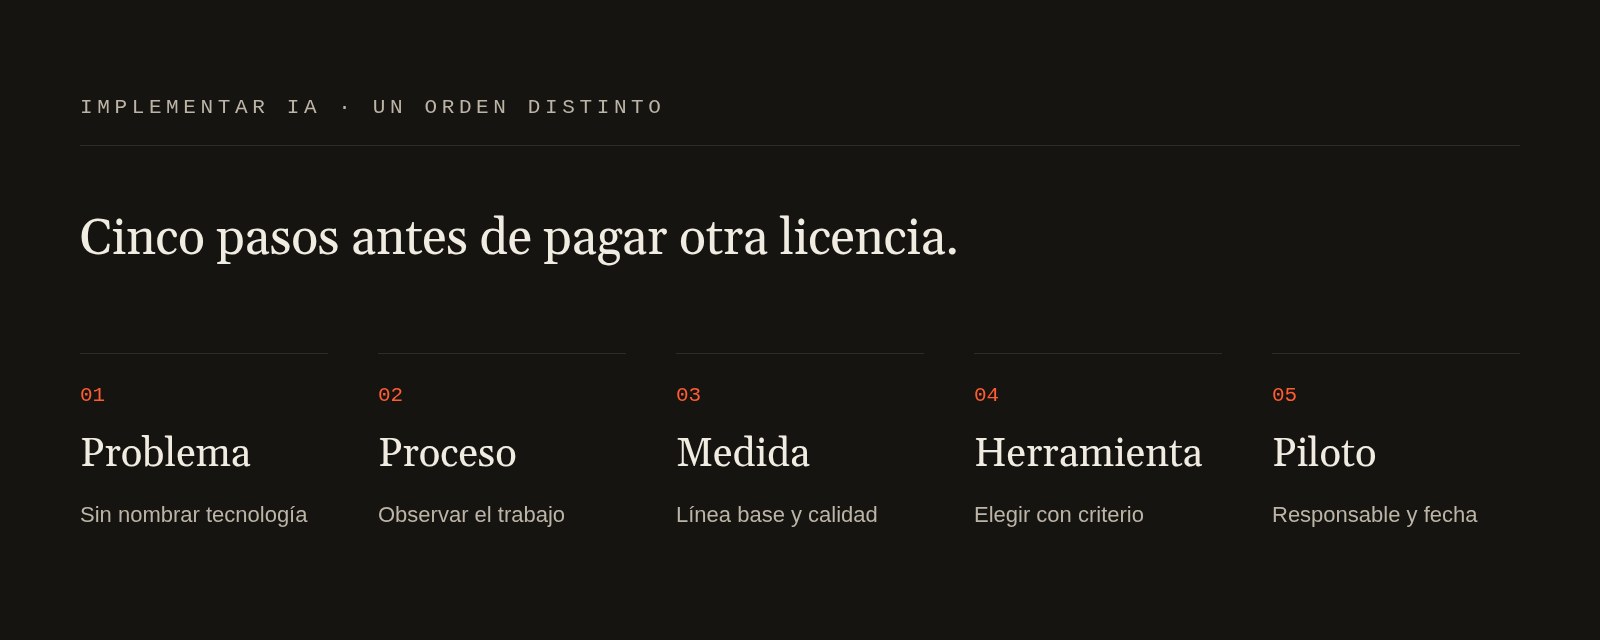 IMPLEMENTAR IA · UN ORDEN DISTINTO
Cinco pasos antes de pagar otra licencia.
01
Problema
Sin nombrar tecnología
02
Proceso
Observar el trabajo
03
Medida
Línea base y calidad
04
Herramienta
Elegir con criterio
05
Piloto
Responsable y fecha